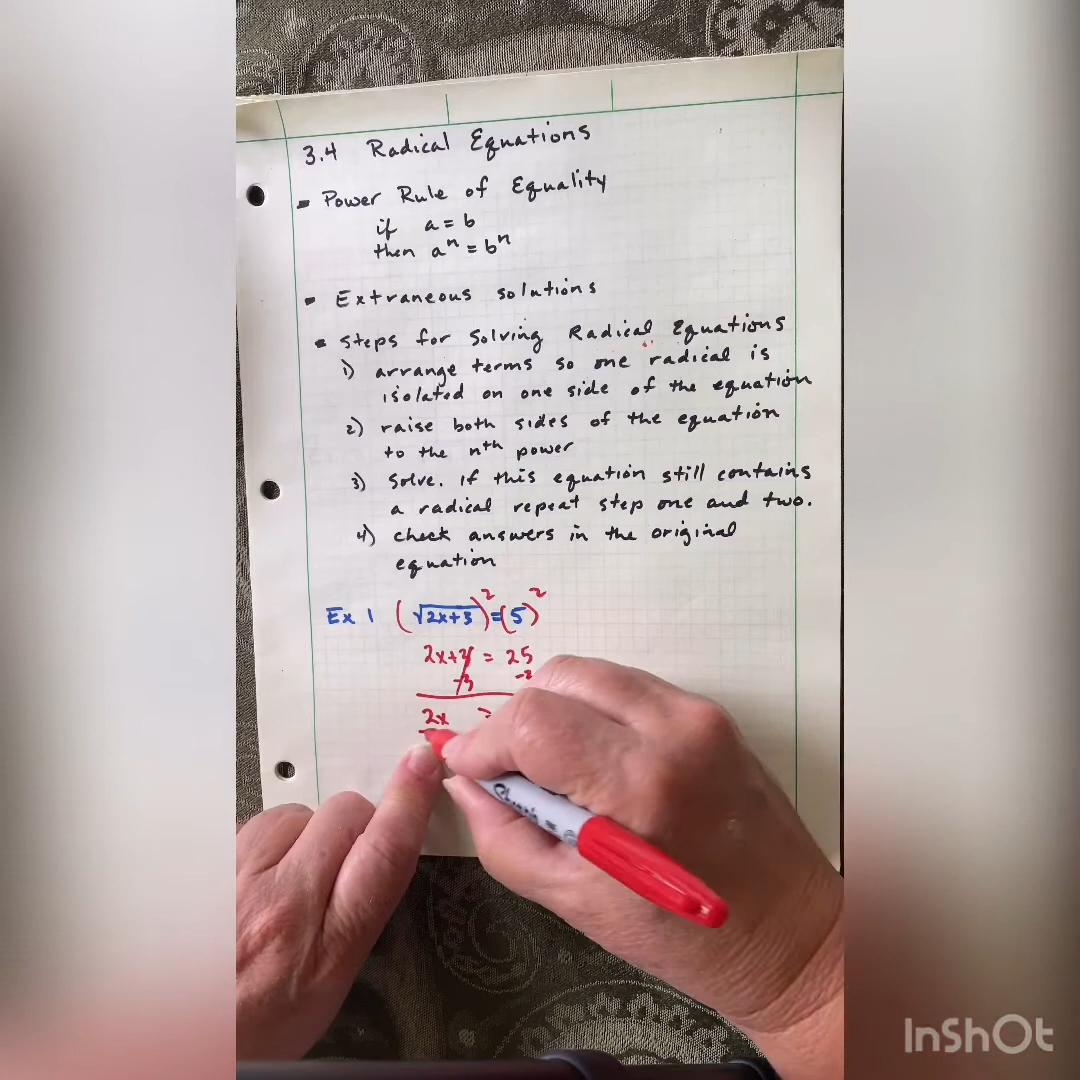 3.4 Radical Equations
- Power Rule of Equality
if a = b
then aⁿ = bⁿ
- Extraneous solutions
- Steps for Solving Radical Equations
1) arrange terms so one radical is
isolated on one side of the equation
2) raise both sides of the equation
to the nᵗʰ power
3) Solve. If this equation still contains
a radical repeat step one and two.
4) check answers in the original
equation
Ex 1 (√2x+3)² = (5)²
2x+3 = 25
-3 -3
2x =
Sharpie
InShOt